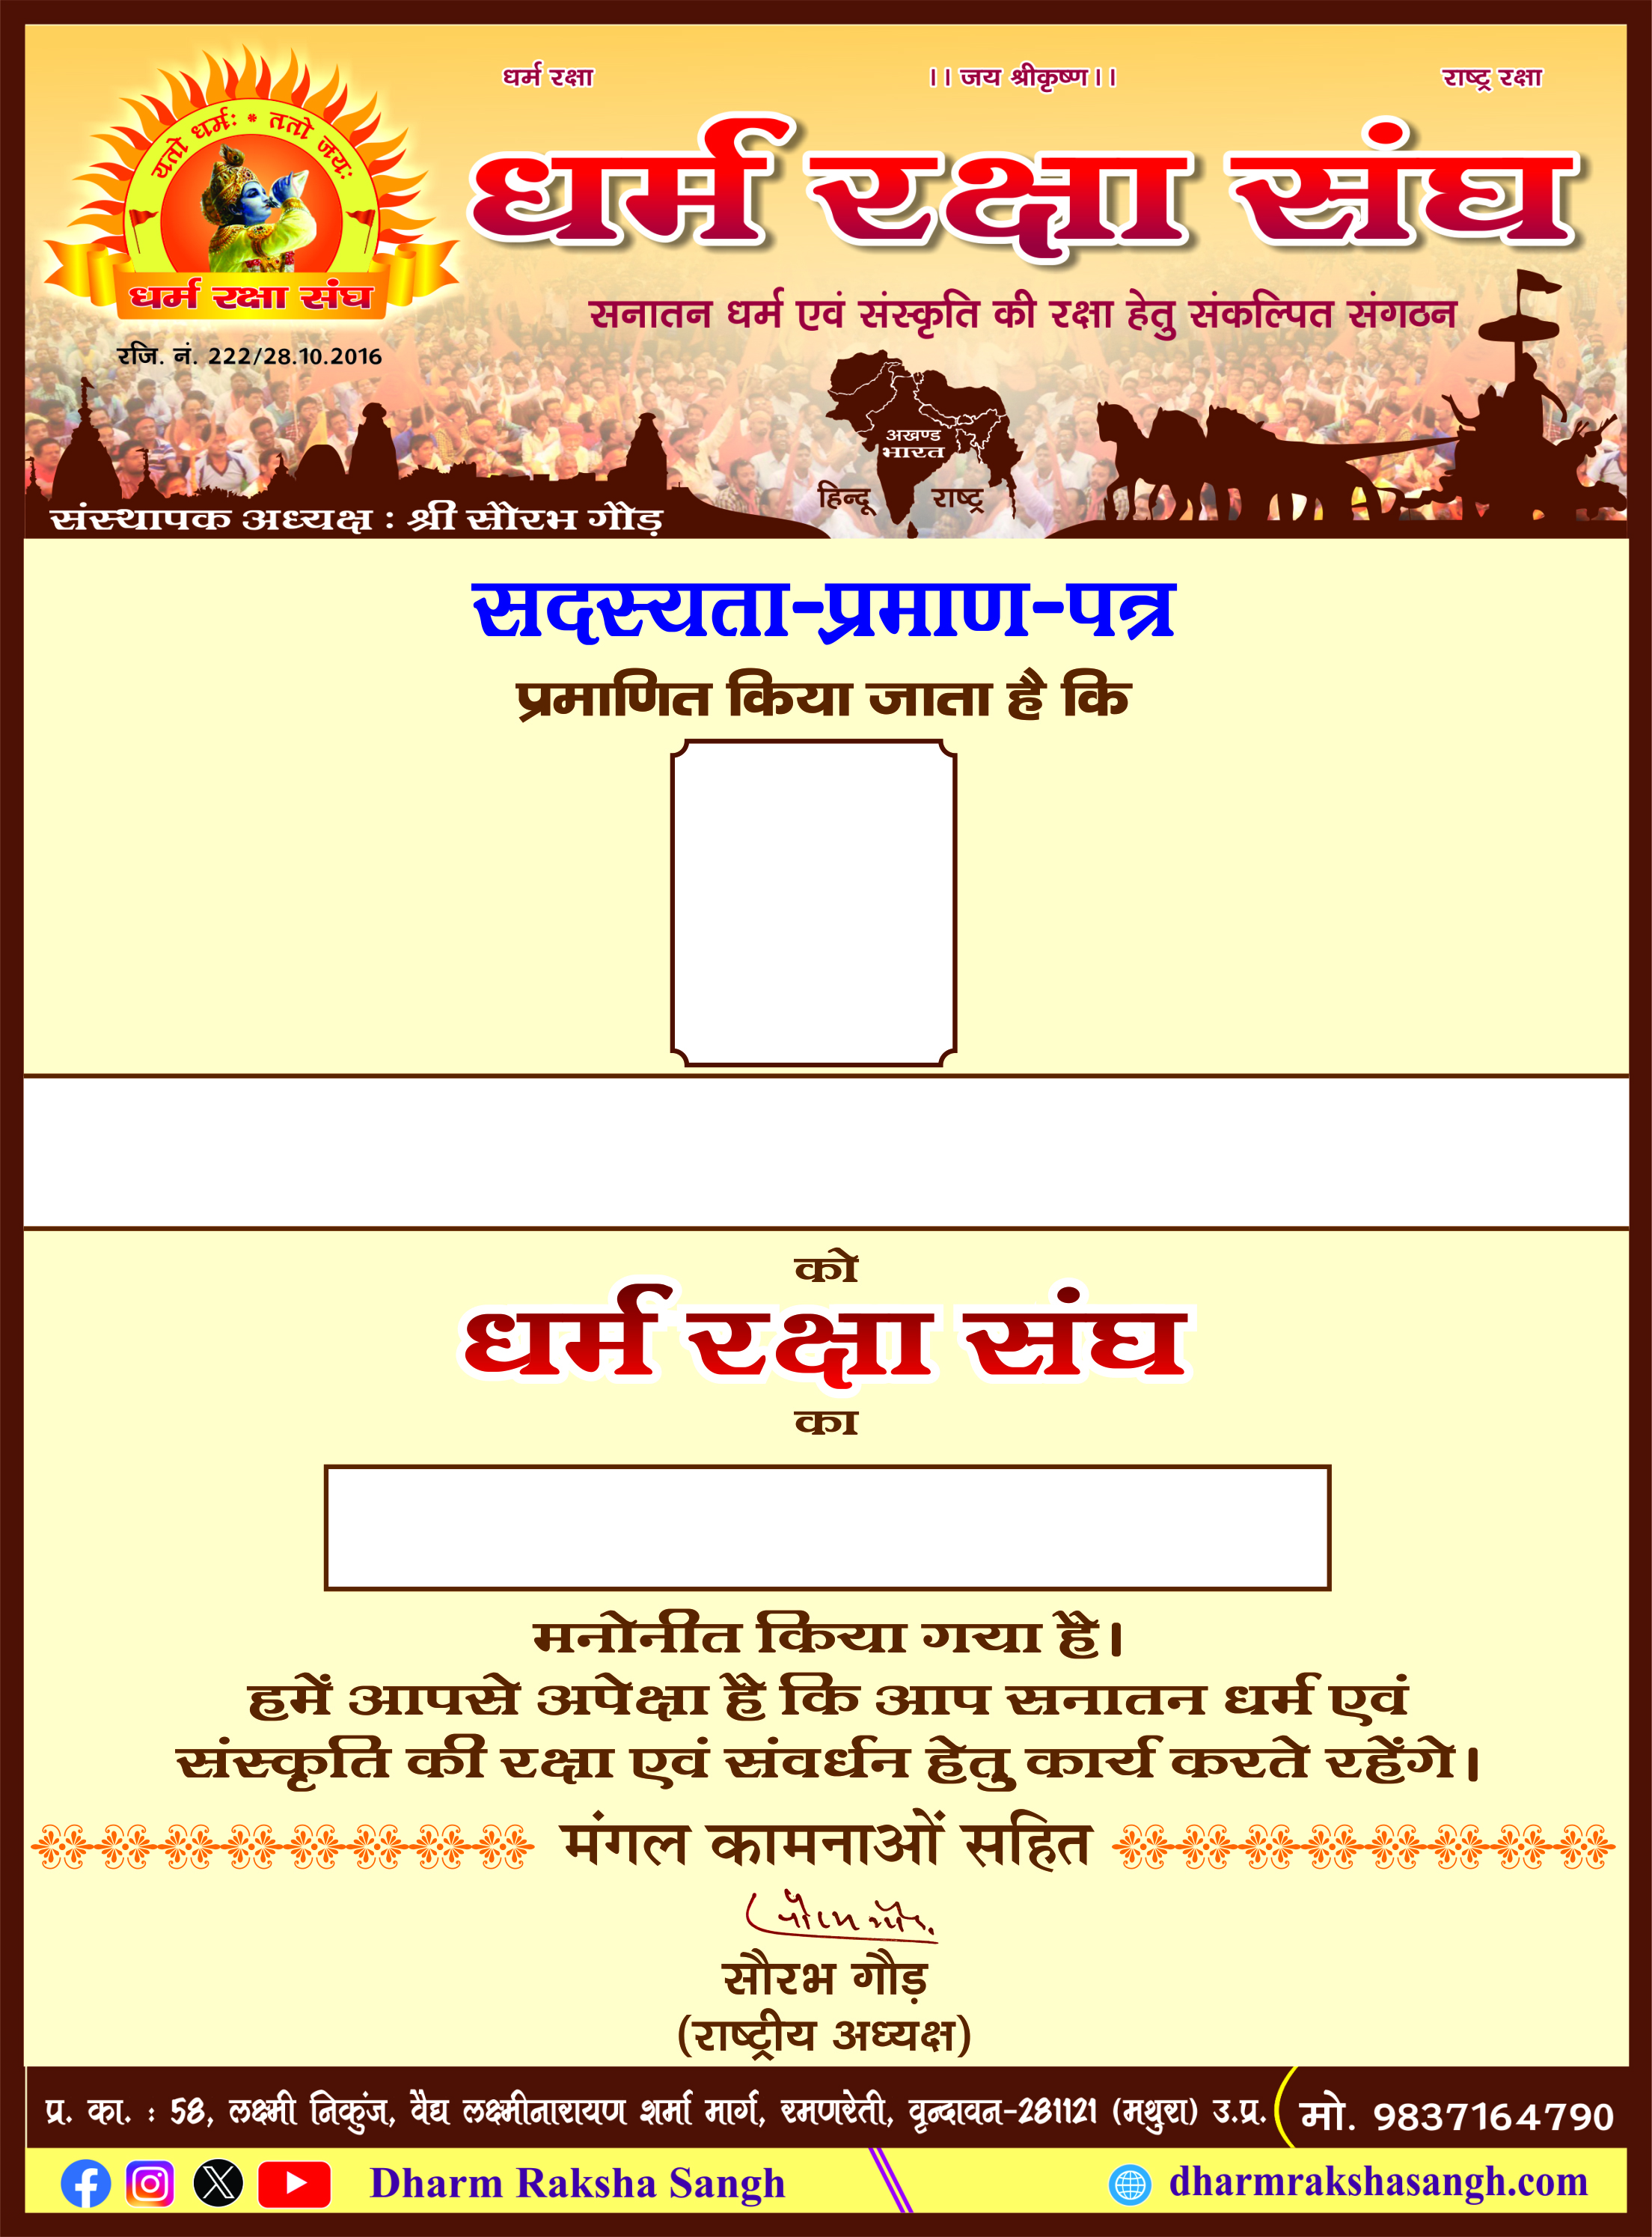 धर्म रक्षा ।। जय श्रीकृष्ण।। राष्ट्र रक्षा
यतो धर्मः * ततो जयः
धर्म रक्षा संघ
धर्म रक्षा संघ
सनातन धर्म एवं संस्कृति की रक्षा हेतु संकल्पित संगठन
रजि. नं. 222/28.10.2016
अखण्ड
भारत
हिन्दू राष्ट्र
संस्थापक अध्यक्ष : श्री सौरभ गौड़
सदस्यता-प्रमाण-पत्र
प्रमाणित किया जाता है कि
को
धर्म रक्षा संघ
का
मनोनीत किया गया है।
हमें आपसे अपेक्षा है कि आप सनातन धर्म एवं
संस्कृति की रक्षा एवं संवर्धन हेतु कार्य करते रहेंगे।
मंगल कामनाओं सहित
सौरभ गौड़.
सौरभ गौड़
(राष्ट्रीय अध्यक्ष)
प्र. का. : 58, लक्ष्मी निकुंज, वैद्य लक्ष्मीनारायण शर्मा मार्ग, रमणरेती, वृन्दावन-281121 (मथुरा) उ.प्र. मो. 9837164790
Dharm Raksha Sangh dharmrakshasangh.com